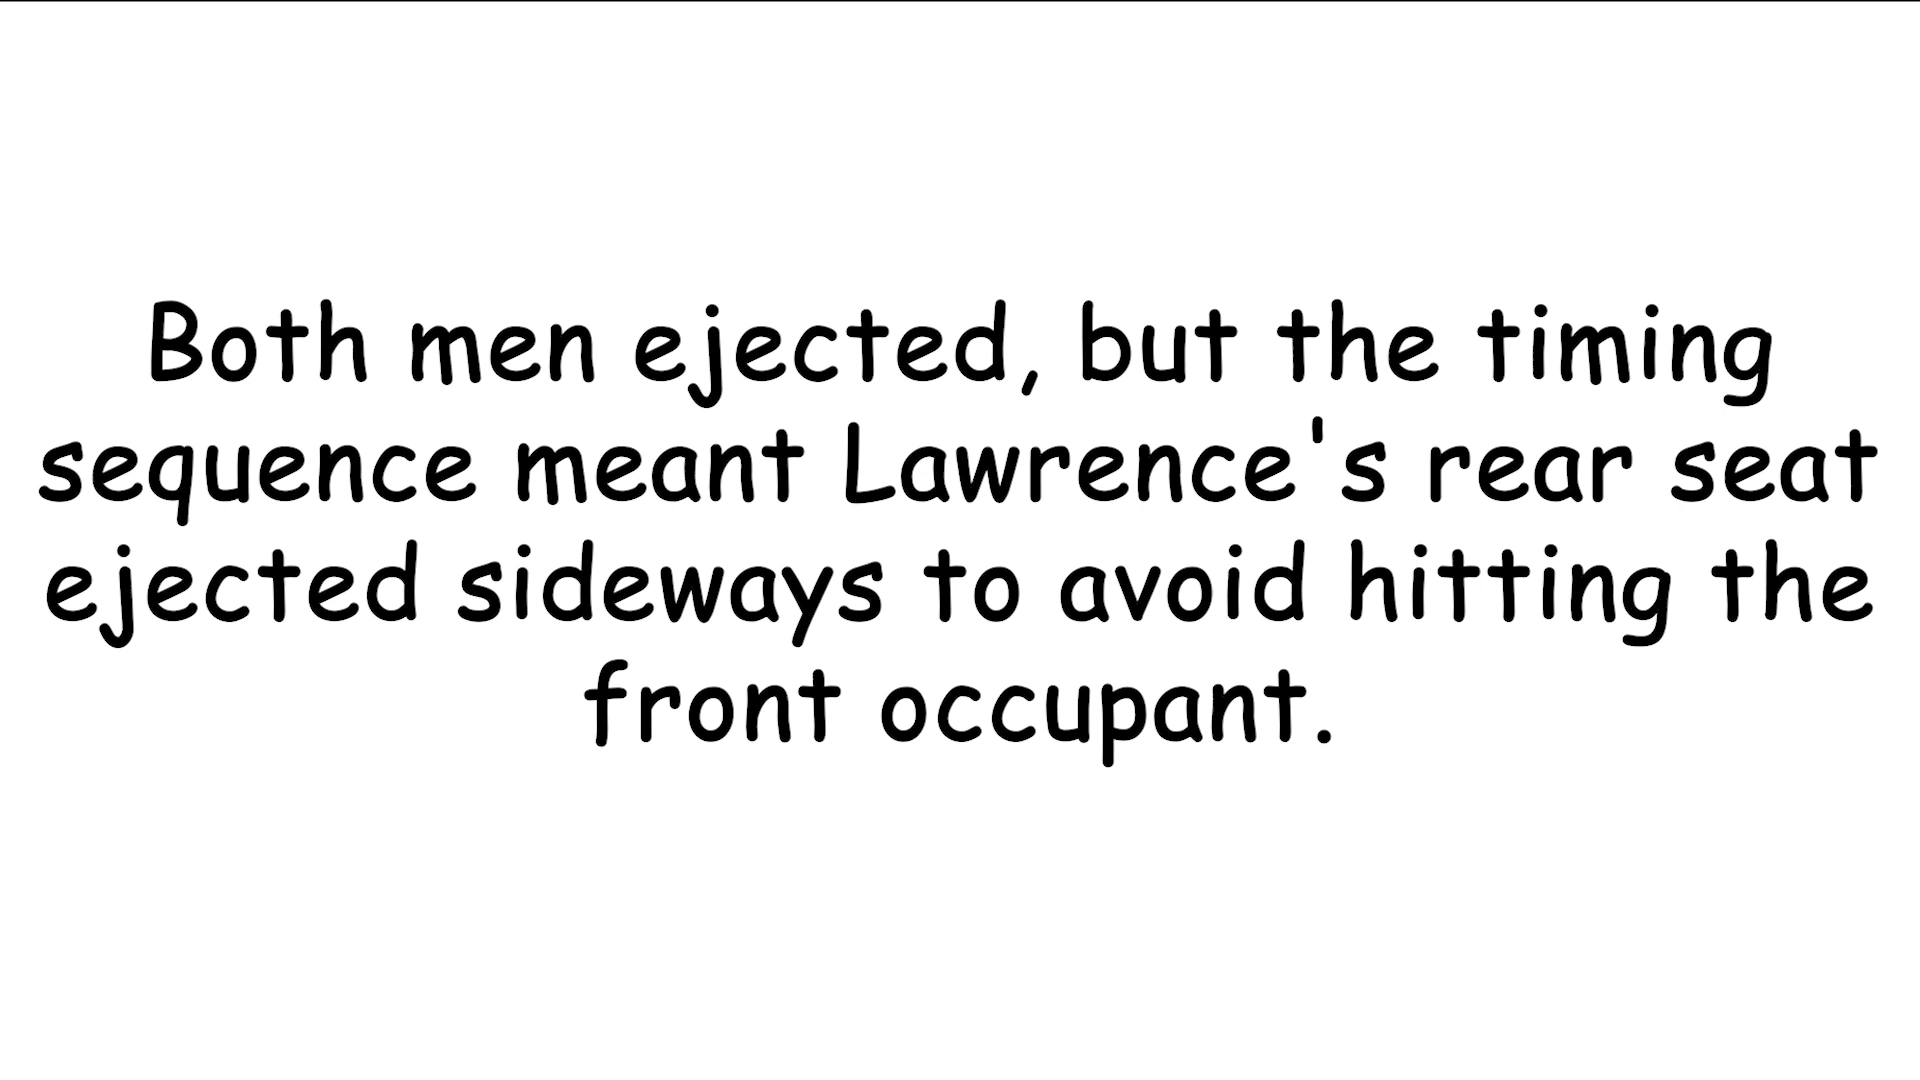 Both men ejected, but the timing
sequence meant Lawrence's rear seat
ejected sideways to avoid hitting the
front occupant.